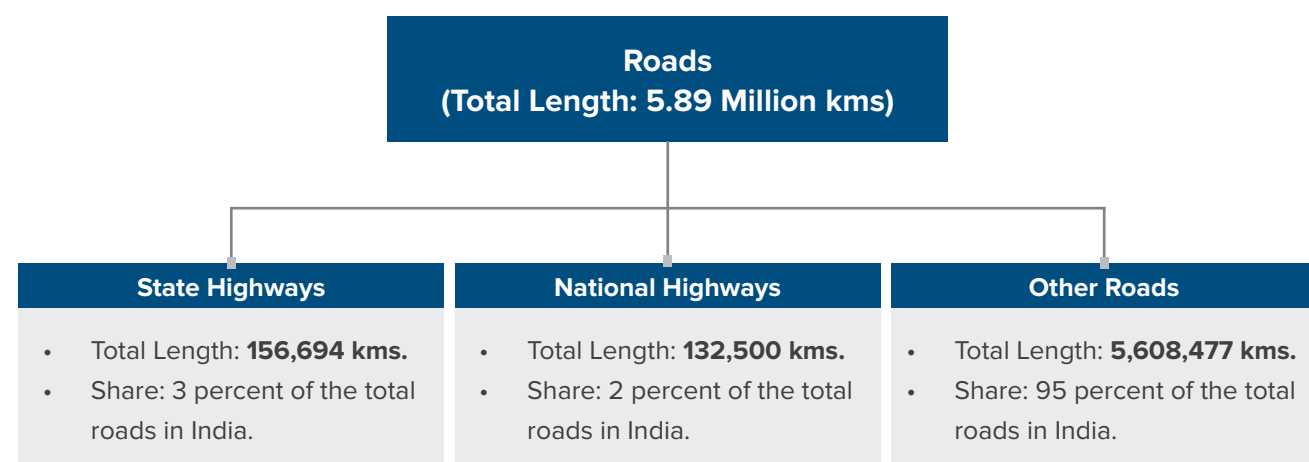 Roads
(Total Length: 5.89 Million kms)
State Highways
• Total Length: 156,694 kms.
• Share: 3 percent of the total
roads in India.
National Highways
• Total Length: 132,500 kms.
• Share: 2 percent of the total
roads in India.
Other Roads
• Total Length: 5,608,477 kms.
• Share: 95 percent of the total
roads in India.